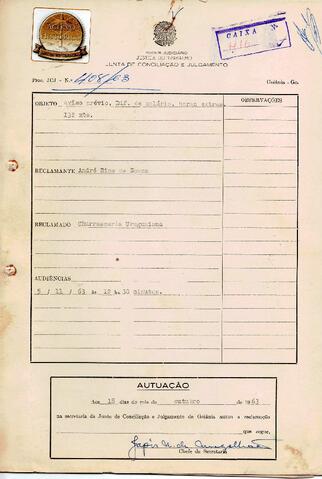 PODER JUDICIÁRIO
JUSTIÇA DO TRABALHO
JUNTA DE CONCILIAÇÃO E JULGAMENTO
CAIXA Nº
Proc. JCJ - N.º 408/63
Goiânia - Go.
OBJETO aviso prévio, Dif. de salário, horas extras.
13º mês.
OBSERVAÇÕES
RECLAMANTE André Dias de Souza
RECLAMADO Churrascaria Uruguaiana
AUDIÊNCIAS
5 / 11 / 63 às 12 h. 30 minutos.
AUTUAÇÃO
Aos 18 dias do mês de outubro de 1963
na secretaria da Junta de Conciliação e Julgamento de Goiânia autuo a reclamação
que segue.
Chefe da Secretaria